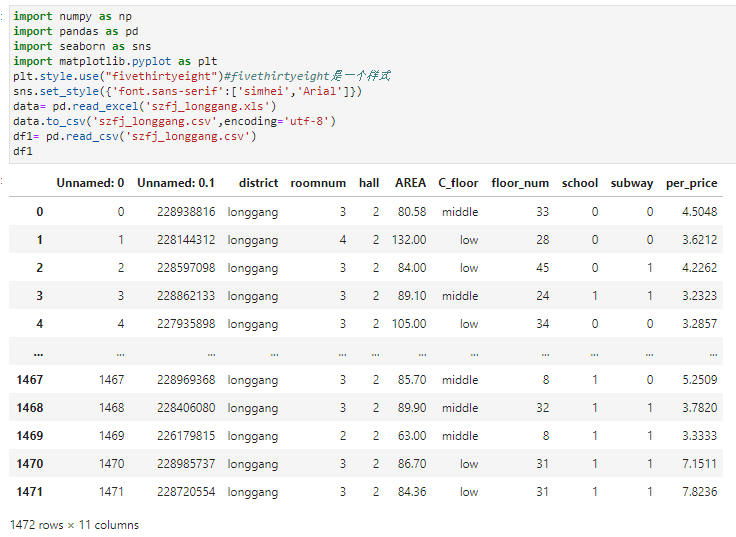 import numpy as np
import pandas as pd
import seaborn as sns
import matplotlib.pyplot as plt
plt.style.use("fivethirtyeight")#fivethirtyeight是一个样式
sns.set_style({'font.sans-serif':['simhei','Arial']})
data= pd.read_excel('szfj_longgang.xls')
data.to_csv('szfj_longgang.csv',encoding='utf-8')
df1= pd.read_csv('szfj_longgang.csv')
df1
Unnamed: 0 Unnamed: 0.1 district roomnum hall AREA C_floor floor_num school subway per_price
0 0 228938816 longgang 3 2 80.58 middle 33 0 0 4.5048
1 1 228144312 longgang 4 2 132.00 low 28 0 0 3.6212
2 2 228597098 longgang 3 2 84.00 low 45 0 1 4.2262
3 3 228862133 longgang 3 2 89.10 middle 24 1 1 3.2323
4 4 227935898 longgang 3 2 105.00 low 34 0 0 3.2857
... ... ... ... ... ... ... ... ... ... ... ...
1467 1467 228969368 longgang 3 2 85.70 middle 8 1 0 5.2509
1468 1468 228406080 longgang 3 2 89.90 middle 32 1 1 3.7820
1469 1469 226179815 longgang 2 2 63.00 middle 8 1 1 3.3333
1470 1470 228985737 longgang 3 2 86.70 low 31 1 1 7.1511
1471 1471 228720554 longgang 3 2 84.36 low 31 1 1 7.8236
1472 rows × 11 columns